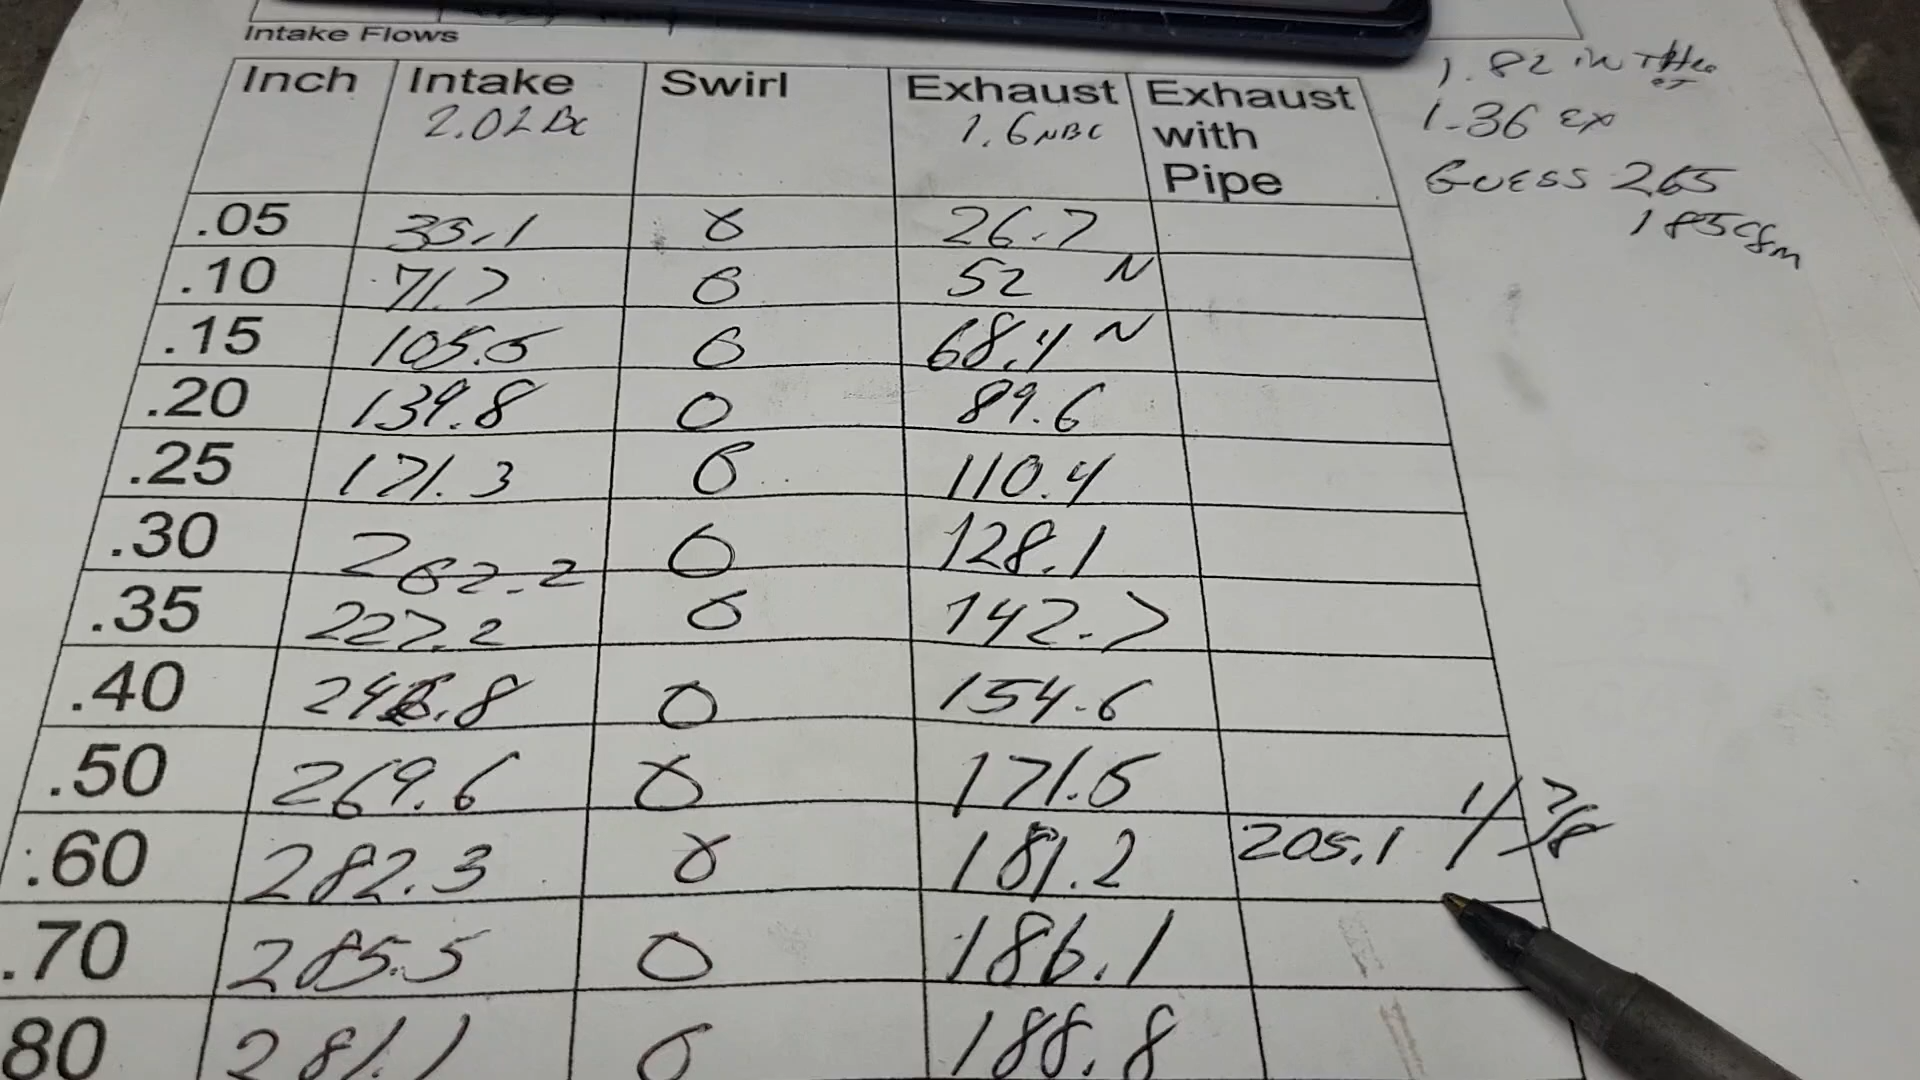 Intake Flows
Inch Intake Swirl Exhaust Exhaust with Pipe
2.02 BC 1.6 NBC
1.82 in
1.36 EX
GUESS 265
185 CFM
.05 33.1 0 26.7
.10 71.7 0 52 N
.15 105.5 0 68.4 N
.20 139.8 0 89.6
.25 171.3 0 110.4
.30 202.2 0 128.1
.35 227.2 0 142.7
.40 0 154.6
.50 269.6 0 171.5
.60 282.3 0 181.2 205.1 1 7/8
.70 285.5 0 186.1
80 281.1 0 188.8